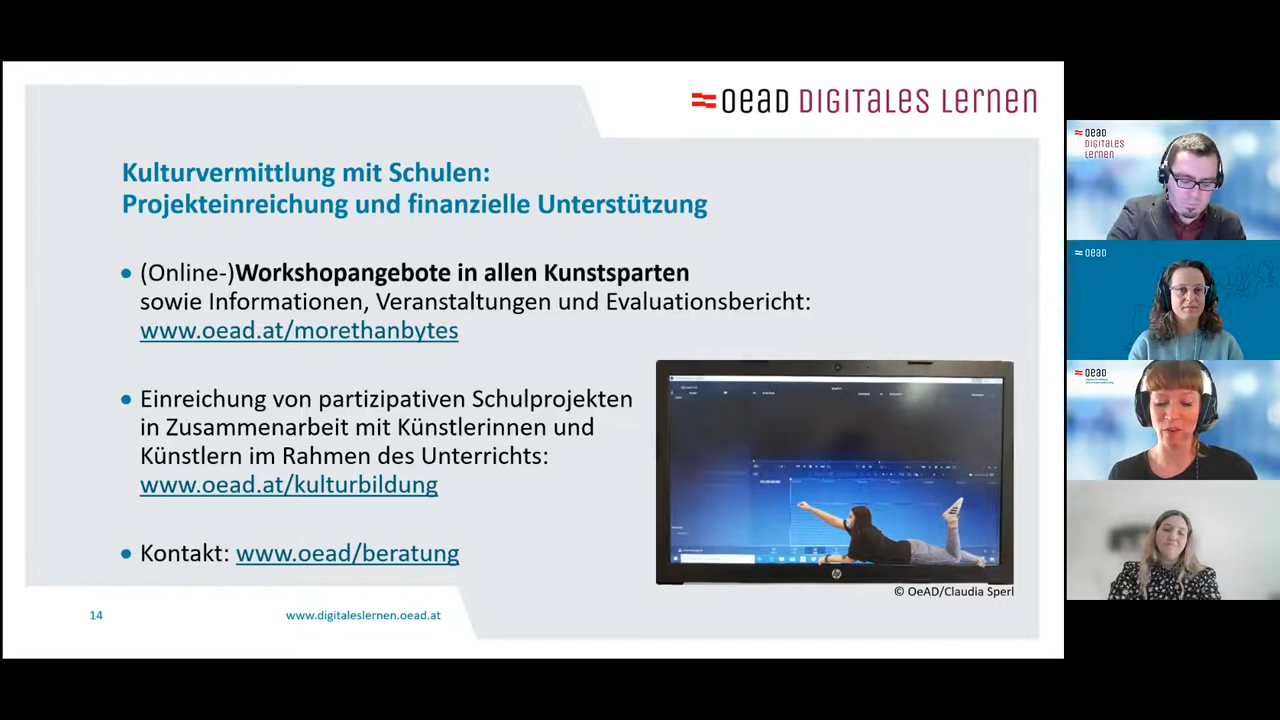 OeAD DIGITALES Lernen
Kulturvermittlung mit Schulen:
Projekteinreichung und finanzielle Unterstützung
(Online-)Workshopangebote in allen Kunstsparten
sowie Informationen, Veranstaltungen und Evaluationsbericht:
www.oead.at/morethanbytes
Einreichung von partizipativen Schulprojekten
in Zusammenarbeit mit Künstlerinnen und
Künstlern im Rahmen des Unterrichts:
www.oead.at/kulturbildung
Kontakt: www.oead/beratung
hp
© OeAD/Claudia Sperl
14
www.digitaleslernen.oead.at
OeAD
DIGITALES
Lernen
OeAD
OeAD